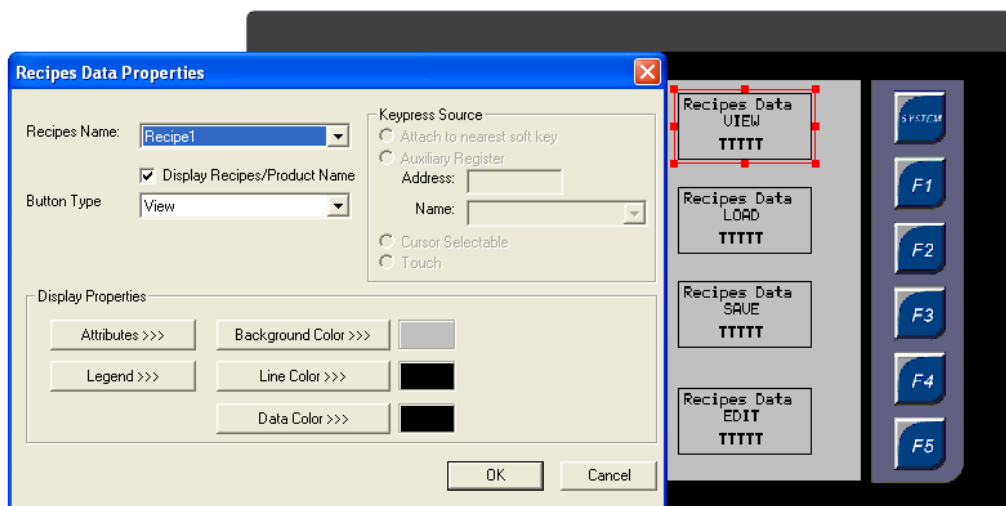 Recipes Data Properties
Recipes Name:
Recipe1
Display Recipes/Product Name
Button Type
View
Keypress Source
Attach to nearest soft key
Auxiliary Register
Address:
Name:
Cursor Selectable
Touch
Display Properties
Attributes >>>
Background Color >>>
Legend >>>
Line Color >>>
Data Color >>>
OK
Cancel
Recipes Data
VIEW
TTTTT
Recipes Data
LOAD
TTTTT
Recipes Data
SAVE
TTTTT
Recipes Data
EDIT
TTTTT
SYSTEM
F1
F2
F3
F4
F5